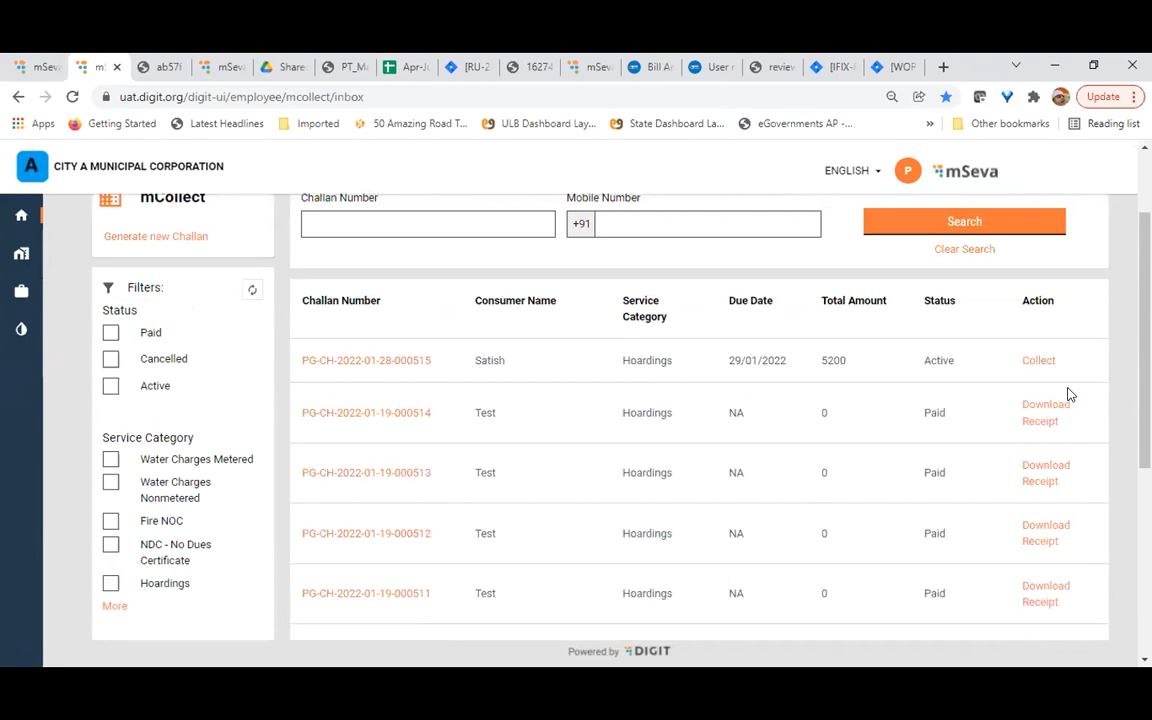 mSeva
m
ab57f
mSeva
Share
PT_M
Apr-Ju
[RU-2
16274
mSeva
Bill A
User r
review
[IFIX-
[WOP
uat.digit.org/digit-ui/employee/mcollect/inbox
Update
Apps Getting Started Latest Headlines Imported 50 Amazing Road T... ULB Dashboard Lay... State Dashboard La... eGovernments AP -... » Other bookmarks Reading list
A CITY A MUNICIPAL CORPORATION
ENGLISH P mSeva
mCollect
Generate new Challan
Challan Number Mobile Number
+91 Search
Clear Search
Filters:
Status
Paid
Cancelled
Active
Service Category
Water Charges Metered
Water Charges
Nonmetered
Fire NOC
NDC - No Dues
Certificate
Hoardings
More
Challan Number Consumer Name Service Due Date Total Amount Status Action
Category
PG-CH-2022-01-28-000515 Satish Hoardings 29/01/2022 5200 Active Collect
PG-CH-2022-01-19-000514 Test Hoardings NA 0 Paid Download
Receipt
PG-CH-2022-01-19-000513 Test Hoardings NA 0 Paid Download
Receipt
PG-CH-2022-01-19-000512 Test Hoardings NA 0 Paid Download
Receipt
PG-CH-2022-01-19-000511 Test Hoardings NA 0 Paid Download
Receipt
Powered by DIGIT